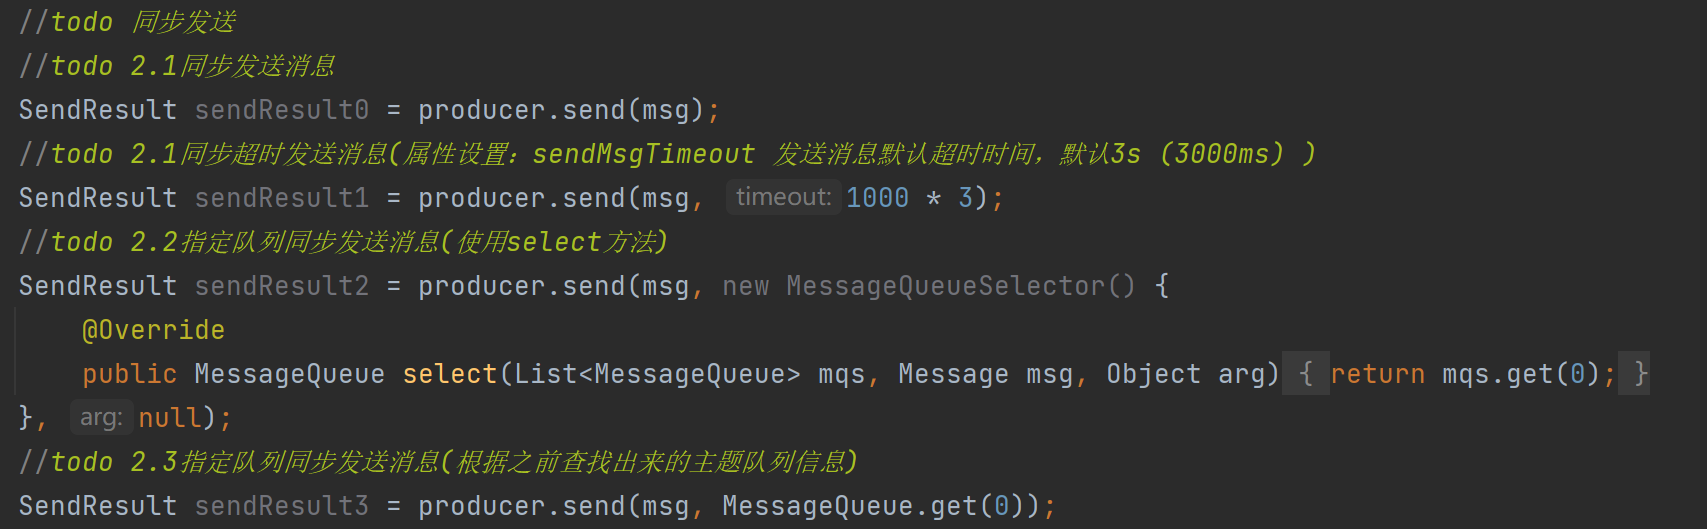 //todo 同步发送
//todo 2.1同步发送消息
SendResult sendResult0 = producer.send(msg);
//todo 2.1同步超时发送消息(属性设置：sendMsgTimeout 发送消息默认超时时间，默认3s (3000ms) )
SendResult sendResult1 = producer.send(msg, timeout: 1000 * 3);
//todo 2.2指定队列同步发送消息(使用select方法)
SendResult sendResult2 = producer.send(msg, new MessageQueueSelector() {
@Override
public MessageQueue select(List<MessageQueue> mqs, Message msg, Object arg) { return mqs.get(0); }
}, arg: null);
//todo 2.3指定队列同步发送消息(根据之前查找出来的主题队列信息)
SendResult sendResult3 = producer.send(msg, MessageQueue.get(0));